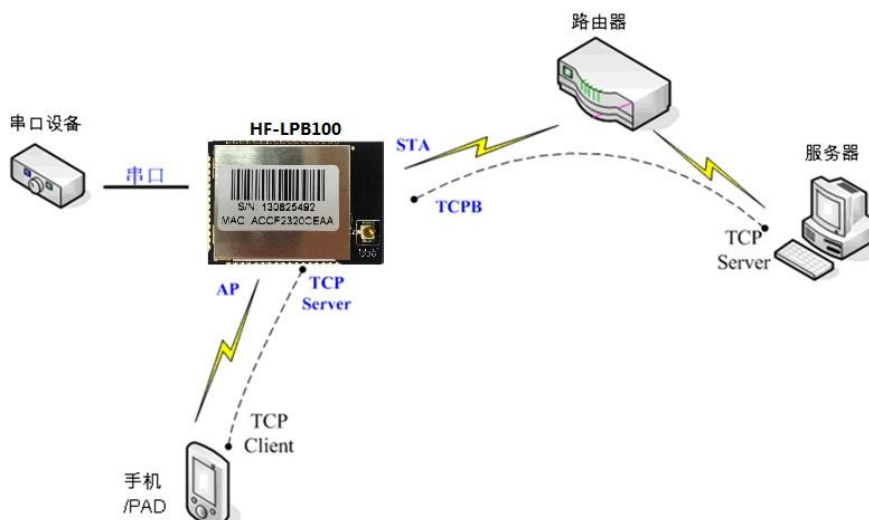 路由器
串口设备
HF-LPB100
STA
服务器
串口
S/N 130825492
MAC ACCF2320CEAA
TCPB
TCP
Server
AP
TCP
Server
TCP
Client
手机
/PAD